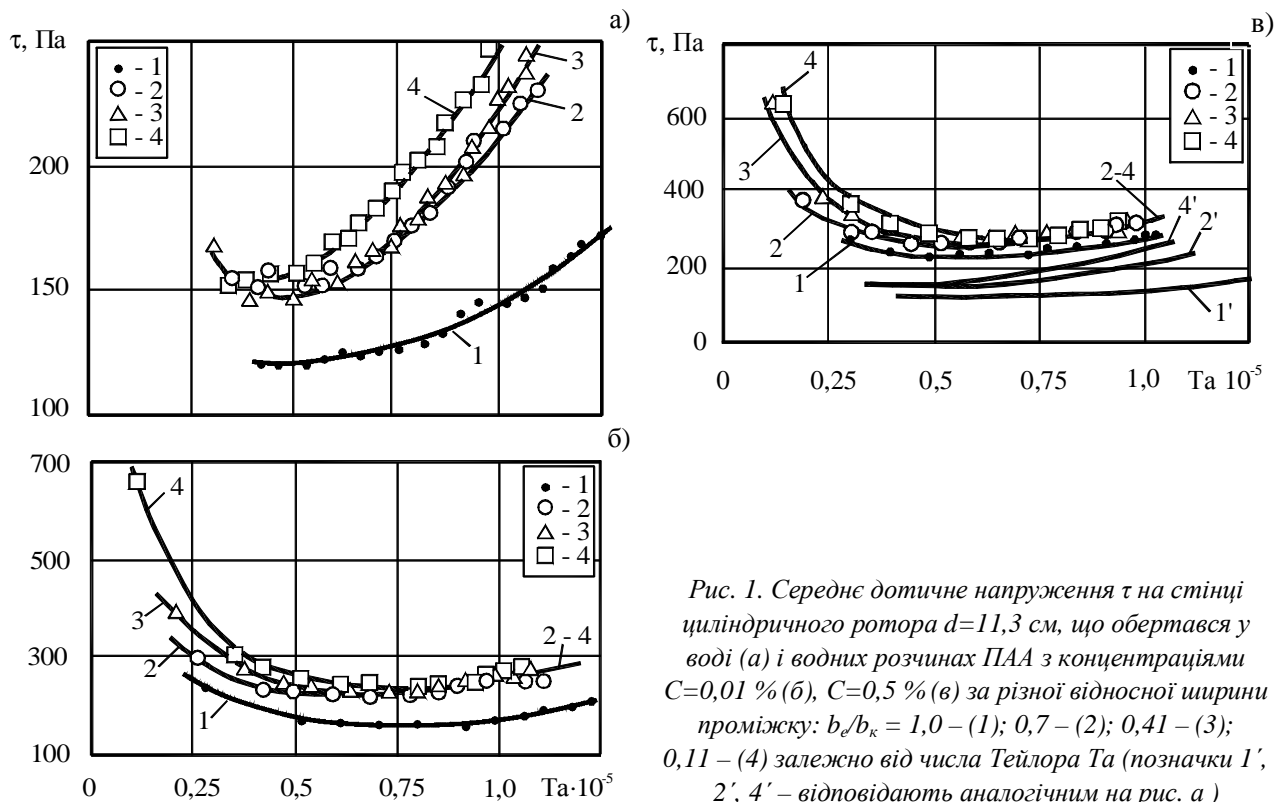 а)
τ, Па
- 1
- 2
- 3
- 4
4
3
2
1
200
150
100
в)
τ, Па
- 1
- 2
- 3
- 4
4
3
2
1
2-4
4'
2'
1'
600
400
200
0
0 0,25 0,5 0,75 1,0 Ta 10⁻⁵
б)
700
- 1
- 2
- 3
- 4
4
3
2
1
2 - 4
500
300
100
0 0,25 0,5 0,75 1,0 Ta·10⁻⁵
Рис. 1. Середнє дотичне напруження τ на стінці
циліндричного ротора d=11,3 см, що обертався у
воді (а) і водних розчинах ПАА з концентраціями
С=0,01 % (б), С=0,5 % (в) за різної відносної ширини
проміжку: bₑ/bₖ = 1,0 – (1); 0,7 – (2); 0,41 – (3);
0,11 – (4) залежно від числа Тейлора Ta (позначки 1′,
2′, 4′ – відповідають аналогічним на рис. а )